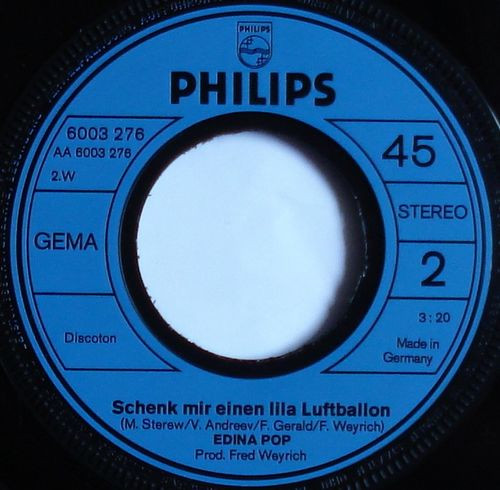 PHILIPS
PHILIPS
6003 276
AA 6003 276
2.W
GEMA
Discoton
45
STEREO
2
3:20
Made in
Germany
Schenk mir einen lila Luftballon
(M. Sterew/V. Andreev/F. Gerald/F. Weyrich)
EDINA POP
Prod. Fred Weyrich